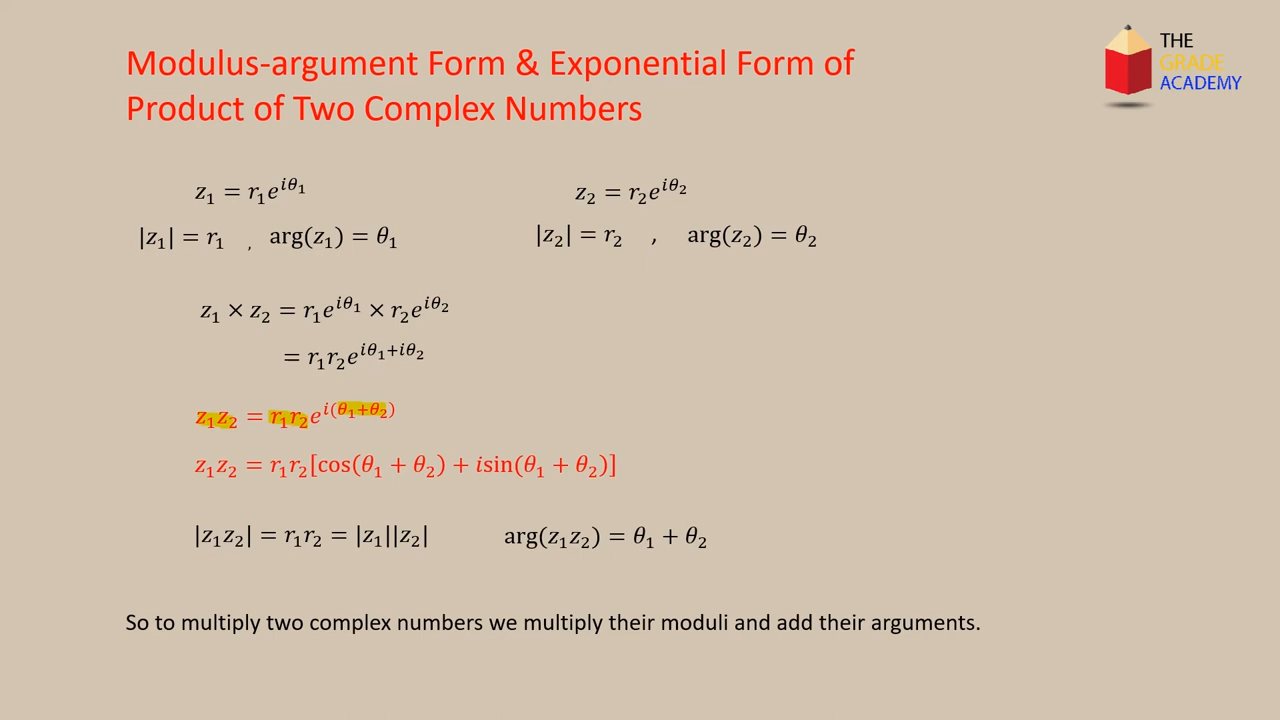 Modulus-argument Form & Exponential Form of
Product of Two Complex Numbers
THE
GRADE
ACADEMY
z₁ = r₁e^{iθ₁}
z₂ = r₂e^{iθ₂}
|z₁| = r₁ , arg(z₁) = θ₁
|z₂| = r₂ , arg(z₂) = θ₂
z₁ × z₂ = r₁e^{iθ₁} × r₂e^{iθ₂}
= r₁r₂e^{iθ₁+iθ₂}
z₁z₂ = r₁r₂e^{i(θ₁+θ₂)}
z₁z₂ = r₁r₂[cos(θ₁ + θ₂) + isin(θ₁ + θ₂)]
|z₁z₂| = r₁r₂ = |z₁||z₂|
arg(z₁z₂) = θ₁ + θ₂
So to multiply two complex numbers we multiply their moduli and add their arguments.